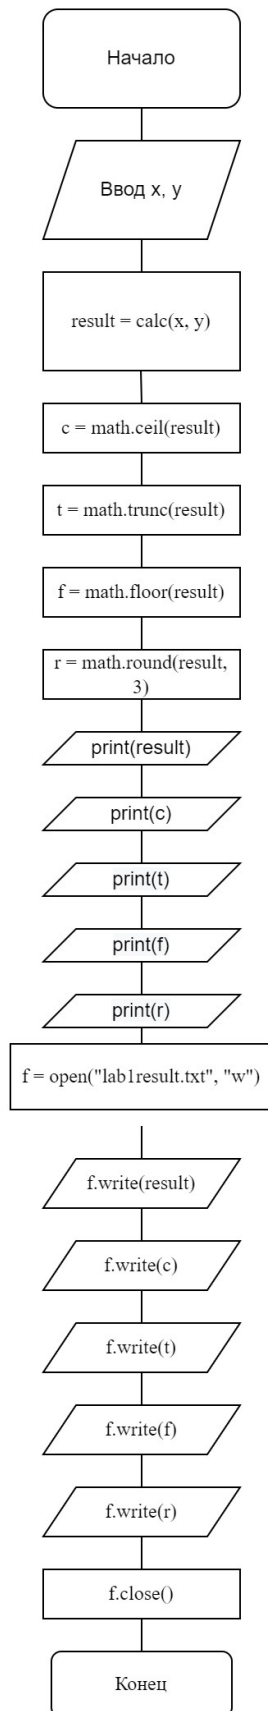 Начало
Ввод x, y
result = calc(x, y)
c = math.ceil(result)
t = math.trunc(result)
f = math.floor(result)
r = math.round(result,
3)
print(result)
print(c)
print(t)
print(f)
print(r)
f = open("lab1result.txt", "w")
f.write(result)
f.write(c)
f.write(t)
f.write(f)
f.write(r)
f.close()
Конец